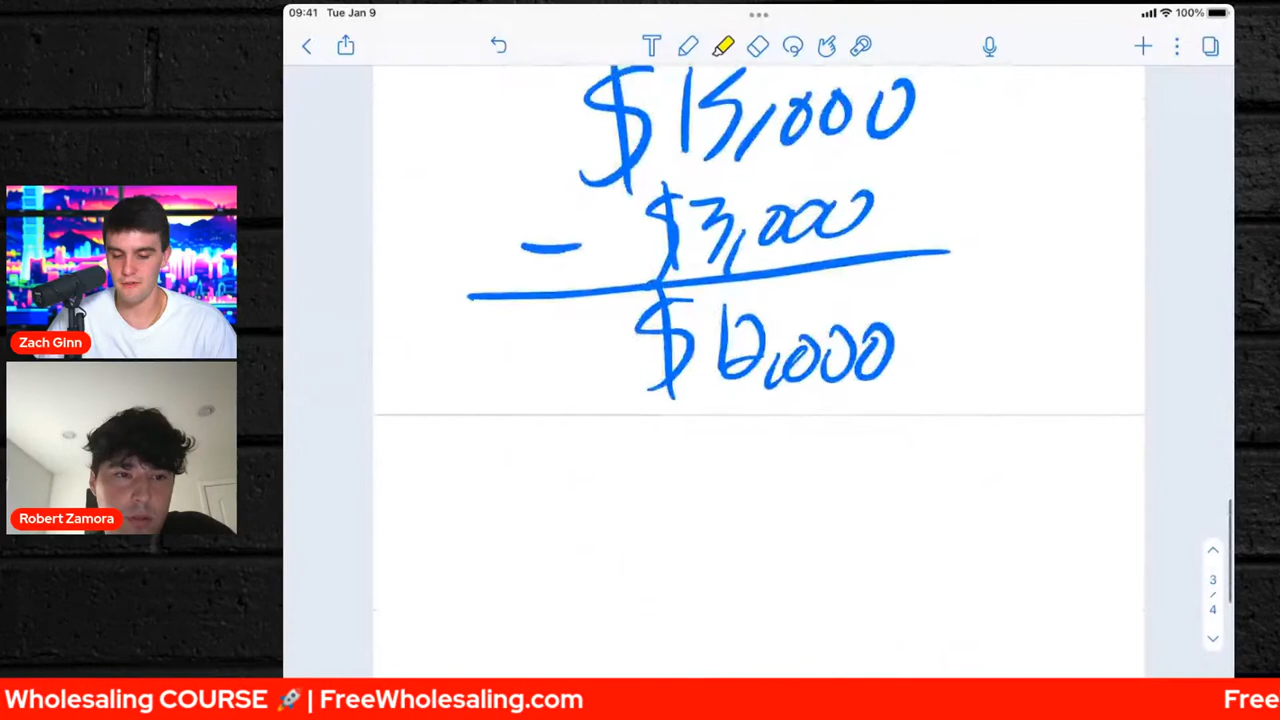 09:41 Tue Jan 9
100%
$15,000
- $3,000
$12,000
Zach Ginn
Robert Zamora
3
/
4
Wholesaling COURSE 🚀 | FreeWholesaling.com
Free